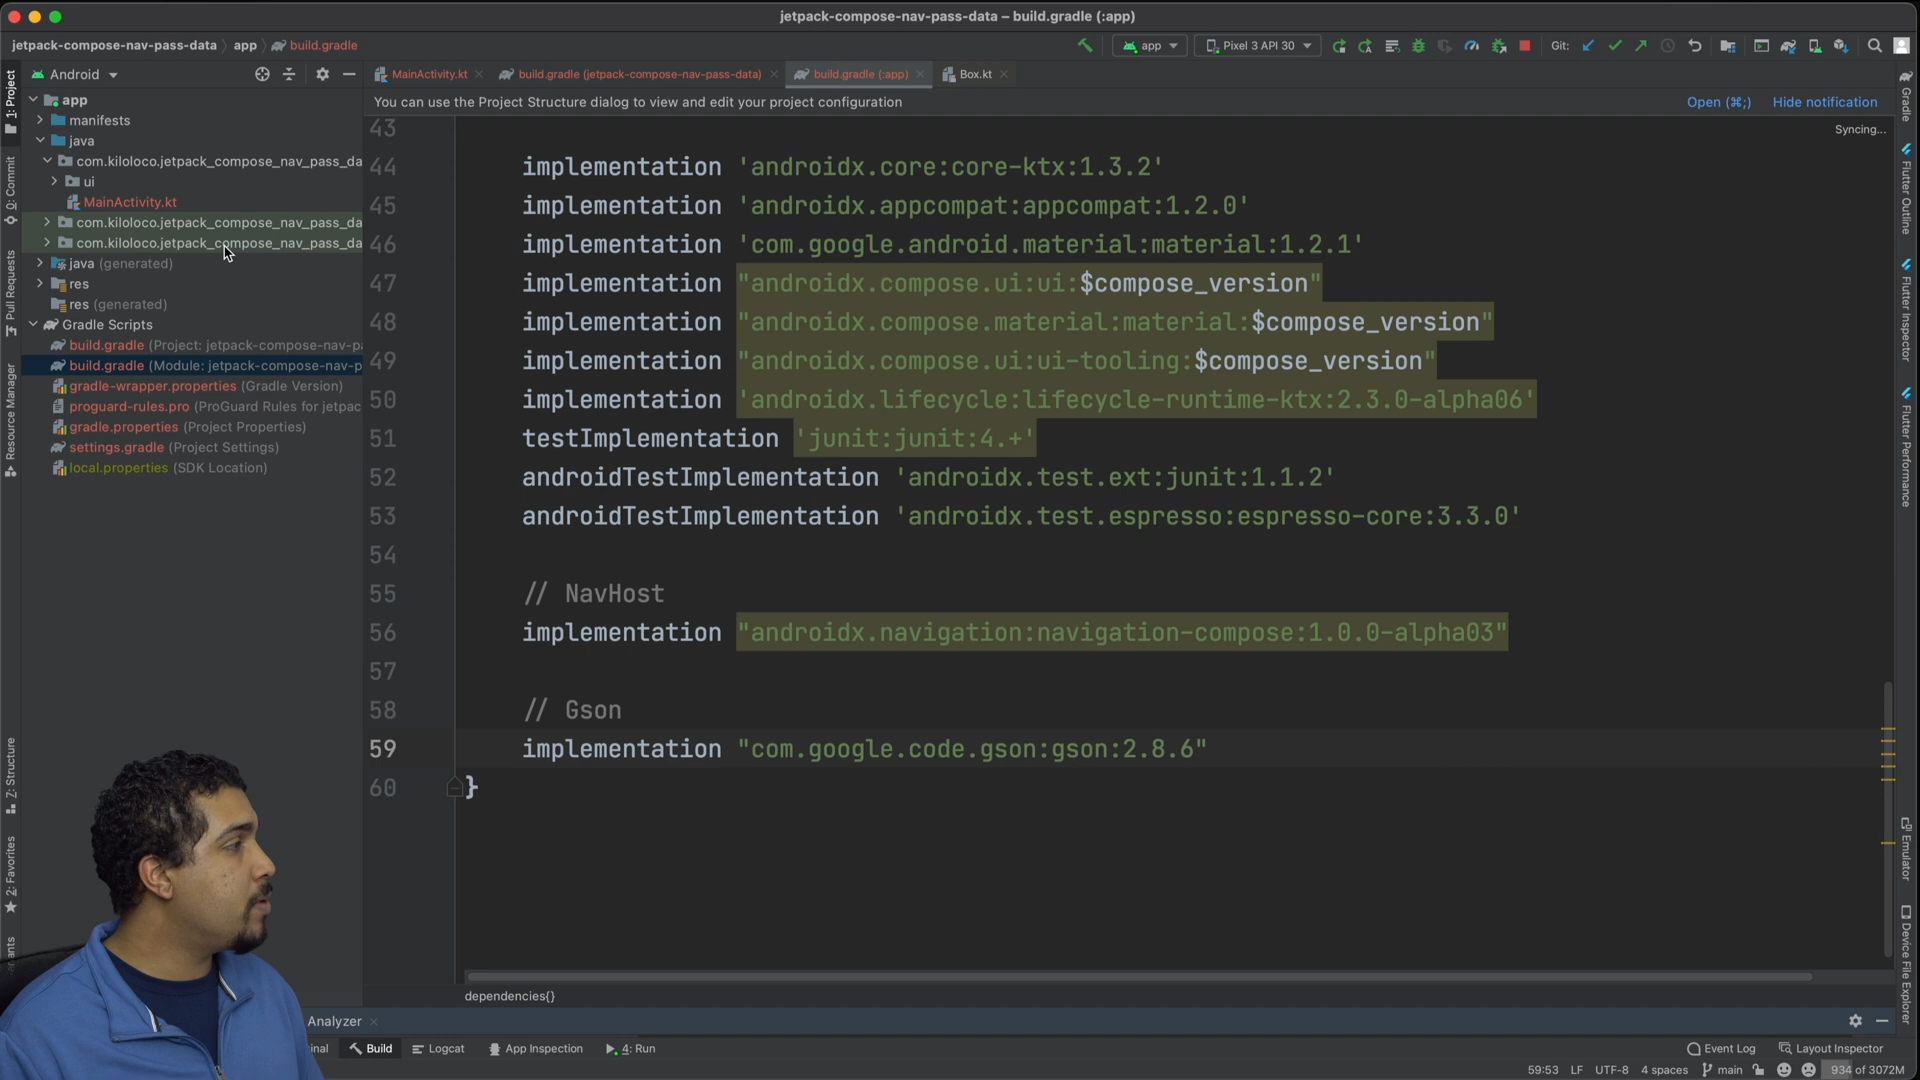 jetpack-compose-nav-pass-data – build.gradle (:app)
jetpack-compose-nav-pass-data
app
build.gradle
app
Pixel 3 API 30
Git:
Android
MainActivity.kt
build.gradle (jetpack-compose-nav-pass-data)
build.gradle (:app)
Box.kt
You can use the Project Structure dialog to view and edit your project configuration
Open (⌘;)
Hide notification
Syncing...
1: Project
0: Commit
Pull Requests
Resource Manager
Z: Structure
2: Favorites
app
manifests
java
com.kiloloco.jetpack_compose_nav_pass_da
ui
MainActivity.kt
com.kiloloco.jetpack_compose_nav_pass_da
com.kiloloco.jetpack_compose_nav_pass_da
java (generated)
res
res (generated)
Gradle Scripts
build.gradle (Project: jetpack-compose-nav-pa
build.gradle (Module: jetpack-compose-nav-p
gradle-wrapper.properties (Gradle Version)
proguard-rules.pro (ProGuard Rules for jetpac
gradle.properties (Project Properties)
settings.gradle (Project Settings)
local.properties (SDK Location)
43
44 implementation 'androidx.core:core-ktx:1.3.2'
45 implementation 'androidx.appcompat:appcompat:1.2.0'
46 implementation 'com.google.android.material:material:1.2.1'
47 implementation "androidx.compose.ui:ui:$compose_version"
48 implementation "androidx.compose.material:material:$compose_version"
49 implementation "androidx.compose.ui:ui-tooling:$compose_version"
50 implementation 'androidx.lifecycle:lifecycle-runtime-ktx:2.3.0-alpha06'
51 testImplementation 'junit:junit:4.+'
52 androidTestImplementation 'androidx.test.ext:junit:1.1.2'
53 androidTestImplementation 'androidx.test.espresso:espresso-core:3.3.0'
54
55 // NavHost
56 implementation "androidx.navigation:navigation-compose:1.0.0-alpha03"
57
58 // Gson
59 implementation "com.google.code.gson:gson:2.8.6"
60 }
dependencies{}
Gradle
Flutter Outline
Flutter Inspector
Flutter Performance
Emulator
Device File Explorer
Analyzer
inal
Build
Logcat
App Inspection
4: Run
Event Log
Layout Inspector
59:53
LF
UTF-8
4 spaces
main
934 of 3072M